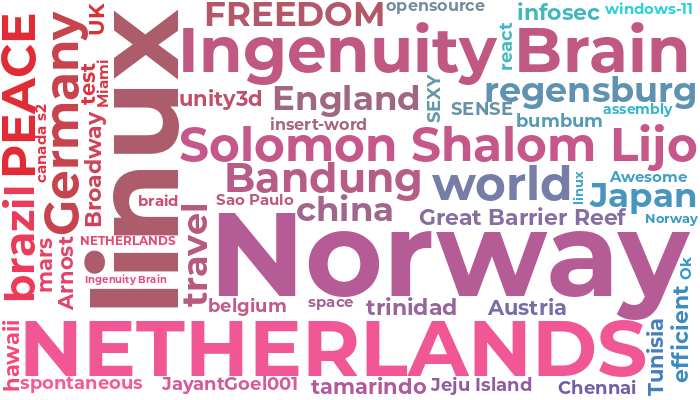 FREEDOM
opensource
infosec
windows-11
PEACE
Germany
UK
linux
Ingenuity Brain
react
Broadway test
Miami
canada s2
unity3d
England
SEXY
SENSE
regensburg
assembly
bumbum
insert-word
Solomon Shalom Lijo
Bandung
world
linux
Awesome
Japan
Norway
brazil
mars
Arnost
braid
NETHERLANDS
Ingenuity Brain
travel
Sao Paulo
china
Great Barrier Reef
Norway
Ok
efficient
belgium
space
trinidad
Austria
NETHERLANDS
hawaii
spontaneous
JayantGoel001
tamarindo
Jeju Island
Chennai
Tunisia